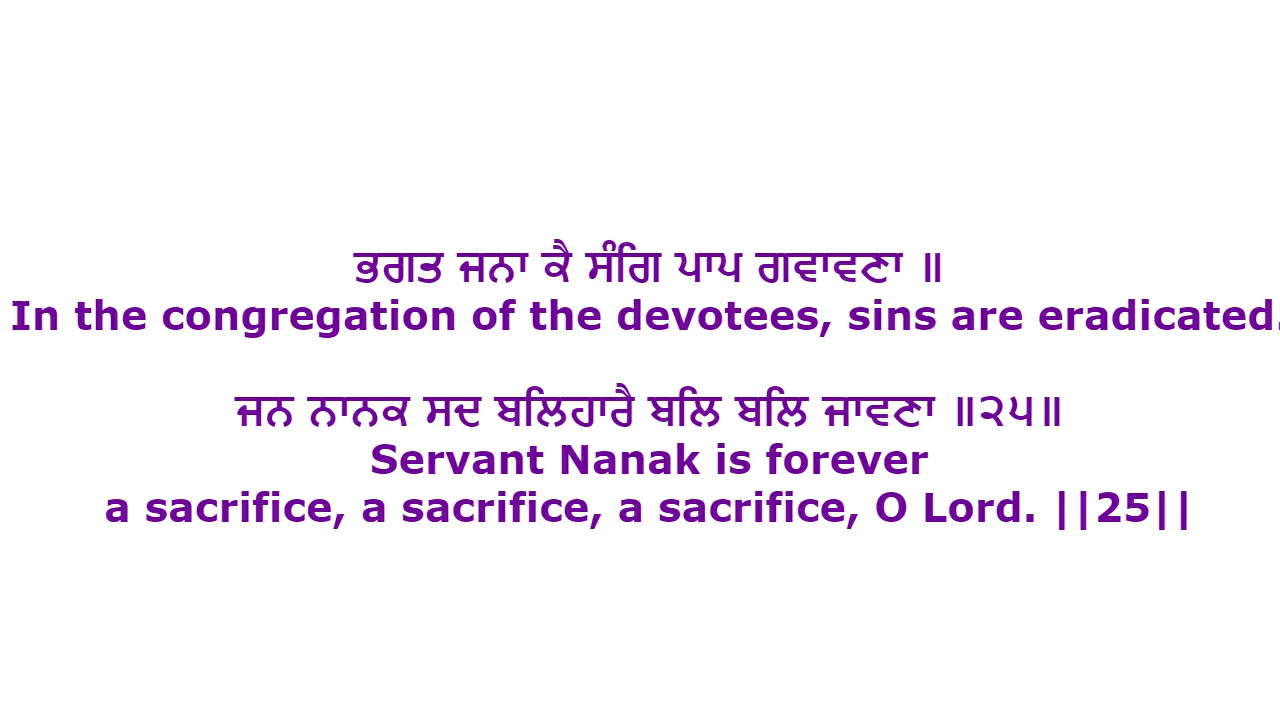 ਭਗਤ ਜਨਾ ਕੈ ਸੰਗਿ ਪਾਪ ਗਵਾਵਣਾ ॥
In the congregation of the devotees, sins are eradicated.
ਜਨ ਨਾਨਕ ਸਦ ਬਲਿਹਾਰੈ ਬਲਿ ਬਲਿ ਜਾਵਣਾ ॥੨੫॥
Servant Nanak is forever
a sacrifice, a sacrifice, a sacrifice, O Lord. ||25||